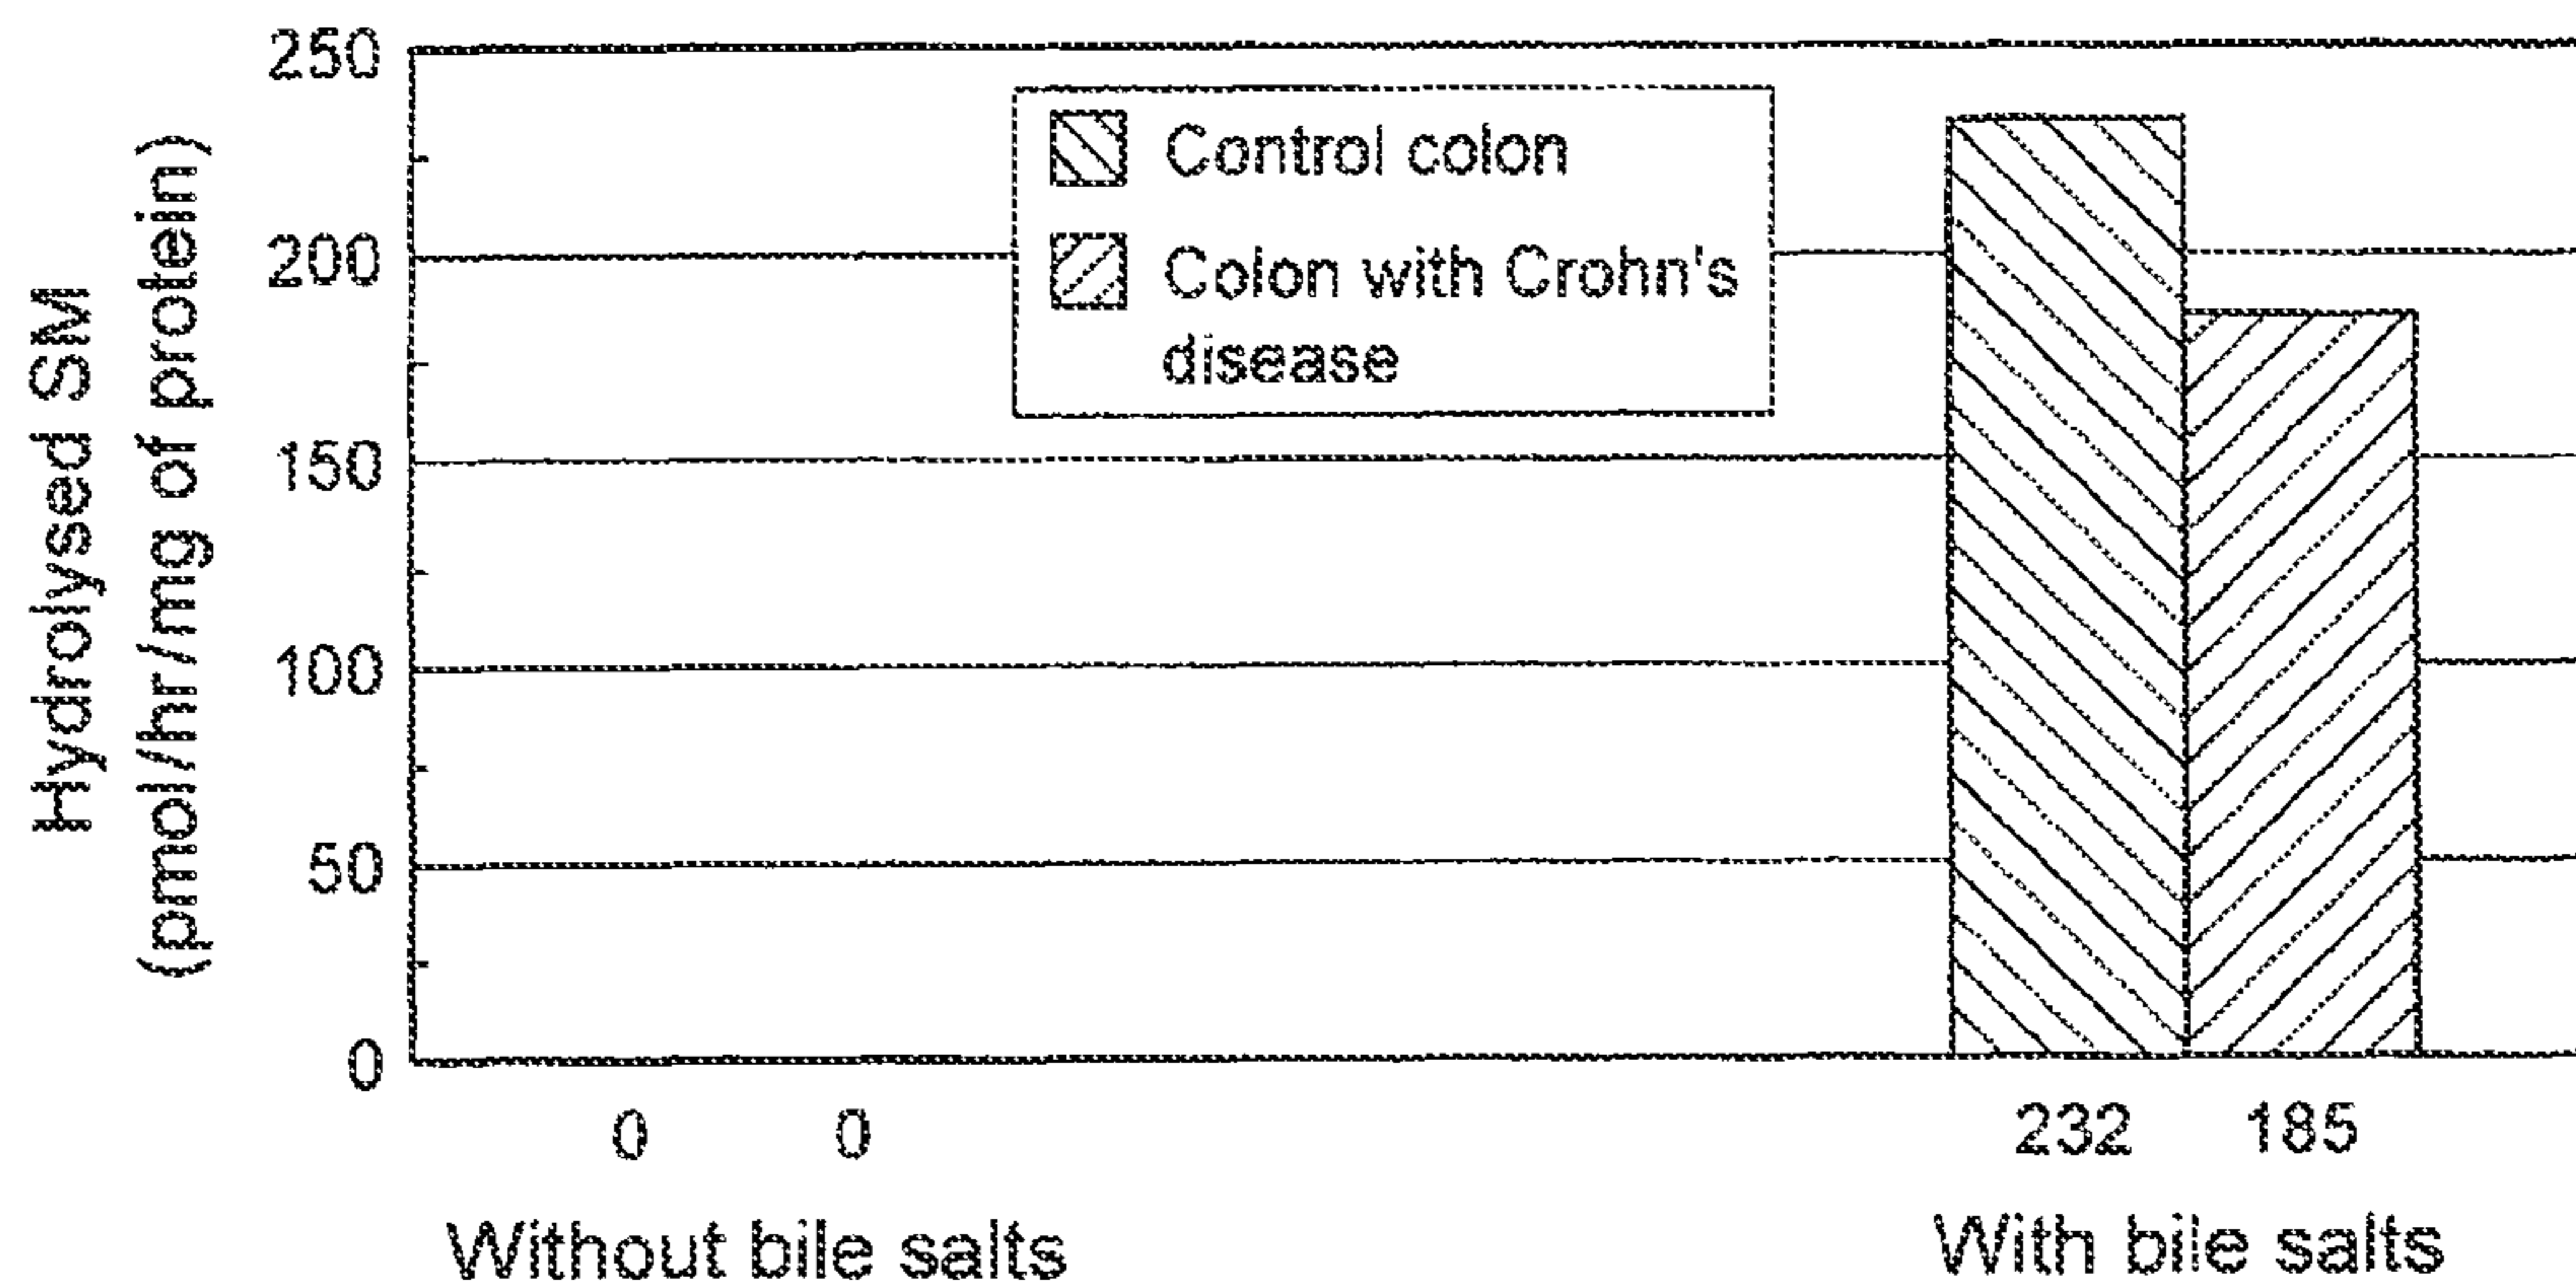 Hydrolysed SM
(pmol/hr/mg of protein)
250
200
150
100
50
0
Control colon
Colon with Crohn's
disease
0 0 232 185
Without bile salts With bile salts